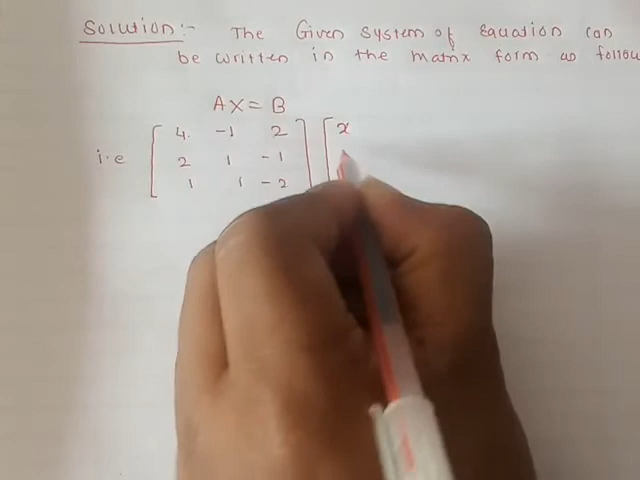 Solution:- The Given System of Equation can
be written in the matrix form as follow
AX = B
i.e [ 4 -1 2 ] [ x
2 1 -1
1 1 -2